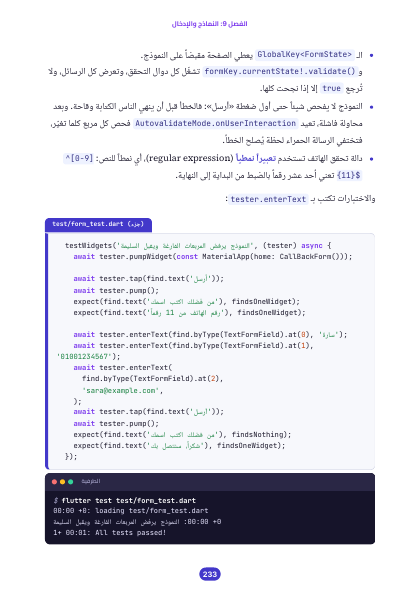 الفصل 9: النماذج والإدخال
الـ GlobalKey<FormState> يعطي الصفحة مقبضاً على النموذج.
و formKey.currentState!.validate() تشغّل كل دوال التحقق، وتعرض كل الرسائل، ولا
تُرجع true إلا إذا نجحت كلها.
النموذج لا يفحص شيئاً حتى أول ضغطة «أرسل»: فالخطأ قبل أن ينهي الناس الكتابة وقاحة. وبعد
محاولة فاشلة، تعيد AutovalidateMode.onUserInteraction فحص كل مربع كلما تغيّر،
فتختفي الرسالة الحمراء لحظة يُصلح الخطأ.
دالة تحقق الهاتف تستخدم تعبيراً نمطياً (regular expression)، أي نمطاً للنص: ^[0-9]
{11}$ تعني أحد عشر رقماً بالضبط من البداية إلى النهاية.
والاختبارات تكتب بـ tester.enterText:
test/form_test.dart (جزء)
testWidgets('النموذج يرفض المربعات الفارغة ويقبل السليمة', (tester) async {
await tester.pumpWidget(const MaterialApp(home: CallBackForm()));
await tester.tap(find.text('أرسل'));
await tester.pump();
expect(find.text('من فضلك اكتب اسمك'), findsOneWidget);
expect(find.text('رقم الهاتف من 11 رقماً'), findsOneWidget);
await tester.enterText(find.byType(TextFormField).at(0), 'سارة');
await tester.enterText(find.byType(TextFormField).at(1),
'01001234567');
await tester.enterText(
find.byType(TextFormField).at(2),
'sara@example.com',
);
await tester.tap(find.text('أرسل'));
await tester.pump();
expect(find.text('من فضلك اكتب اسمك'), findsNothing);
expect(find.text('شكراً، سنتصل بك'), findsOneWidget);
});
الطرفية
$ flutter test test/form_test.dart
00:00 +0: loading test/form_test.dart
00:00 +0: النموذج يرفض المربعات الفارغة ويقبل السليمة
00:01 +1: All tests passed!
233